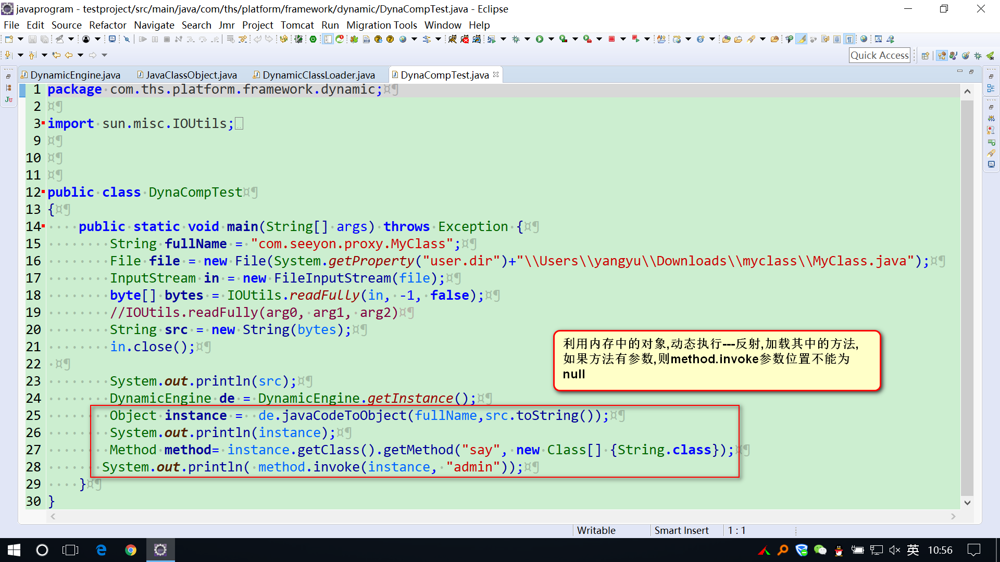 javaprogram - testproject/src/main/java/com/ths/platform/framework/dynamic/DynaCompTest.java - Eclipse
File Edit Source Refactor Navigate Search Jmr Project Tomcat Run Migration Tools Window Help
Quick Access
DynamicEngine.java JavaClassObject.java DynamicClassLoader.java DynaCompTest.java
1 package com.ths.platform.framework.dynamic;¤¶
2 ¤¶
3 import sun.misc.IOUtils;
9 ¤¶
10 ¤¶
11 ¤¶
12 public class DynaCompTest¤¶
13 {¤¶
14 ····public static void main(String[] args) throws Exception {¤¶
15 ········String fullName = "com.seeyon.proxy.MyClass";¤¶
16 ········File file = new File(System.getProperty("user.dir")+"\\Users\\yangyu\\Downloads\\myclass\\MyClass.java");¤¶
17 ········InputStream in = new FileInputStream(file);¤¶
18 ········byte[] bytes = IOUtils.readFully(in, -1, false);¤¶
19 ········//IOUtils.readFully(arg0, arg1, arg2)¤¶
20 ········String src = new String(bytes);¤¶
21 ········in.close();¤¶
22 ·¤¶
23 ········System.out.println(src);¤¶
24 ········DynamicEngine de = DynamicEngine.getInstance();¤¶
25 ········Object instance = de.javaCodeToObject(fullName,src.toString());¤¶
26 ········System.out.println(instance);¤¶
27 ········Method method= instance.getClass().getMethod("say", new Class[] {String.class});¤¶
28 ·······System.out.println( method.invoke(instance, "admin"));¤¶
29 ····}¤¶
30 }
利用内存中的对象,动态执行---反射,加载其中的方法,
如果方法有参数,则method.invoke参数位置不能为
null
Writable Smart Insert 1 : 1
英 10:56